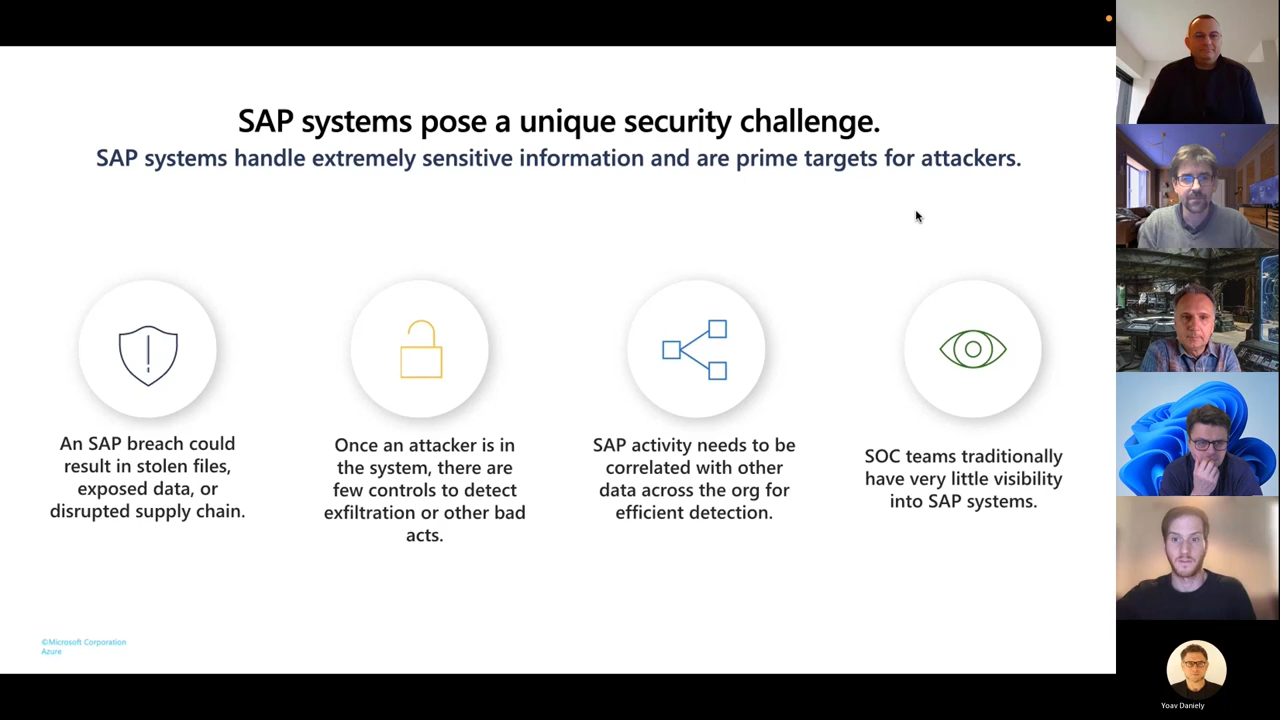 SAP systems pose a unique security challenge.
SAP systems handle extremely sensitive information and are prime targets for attackers.
An SAP breach could
result in stolen files,
exposed data, or
disrupted supply chain.
Once an attacker is in
the system, there are
few controls to detect
exfiltration or other bad
acts.
SAP activity needs to be
correlated with other
data across the org for
efficient detection.
SOC teams traditionally
have very little visibility
into SAP systems.
©Microsoft Corporation
Azure
Yoav Daniely